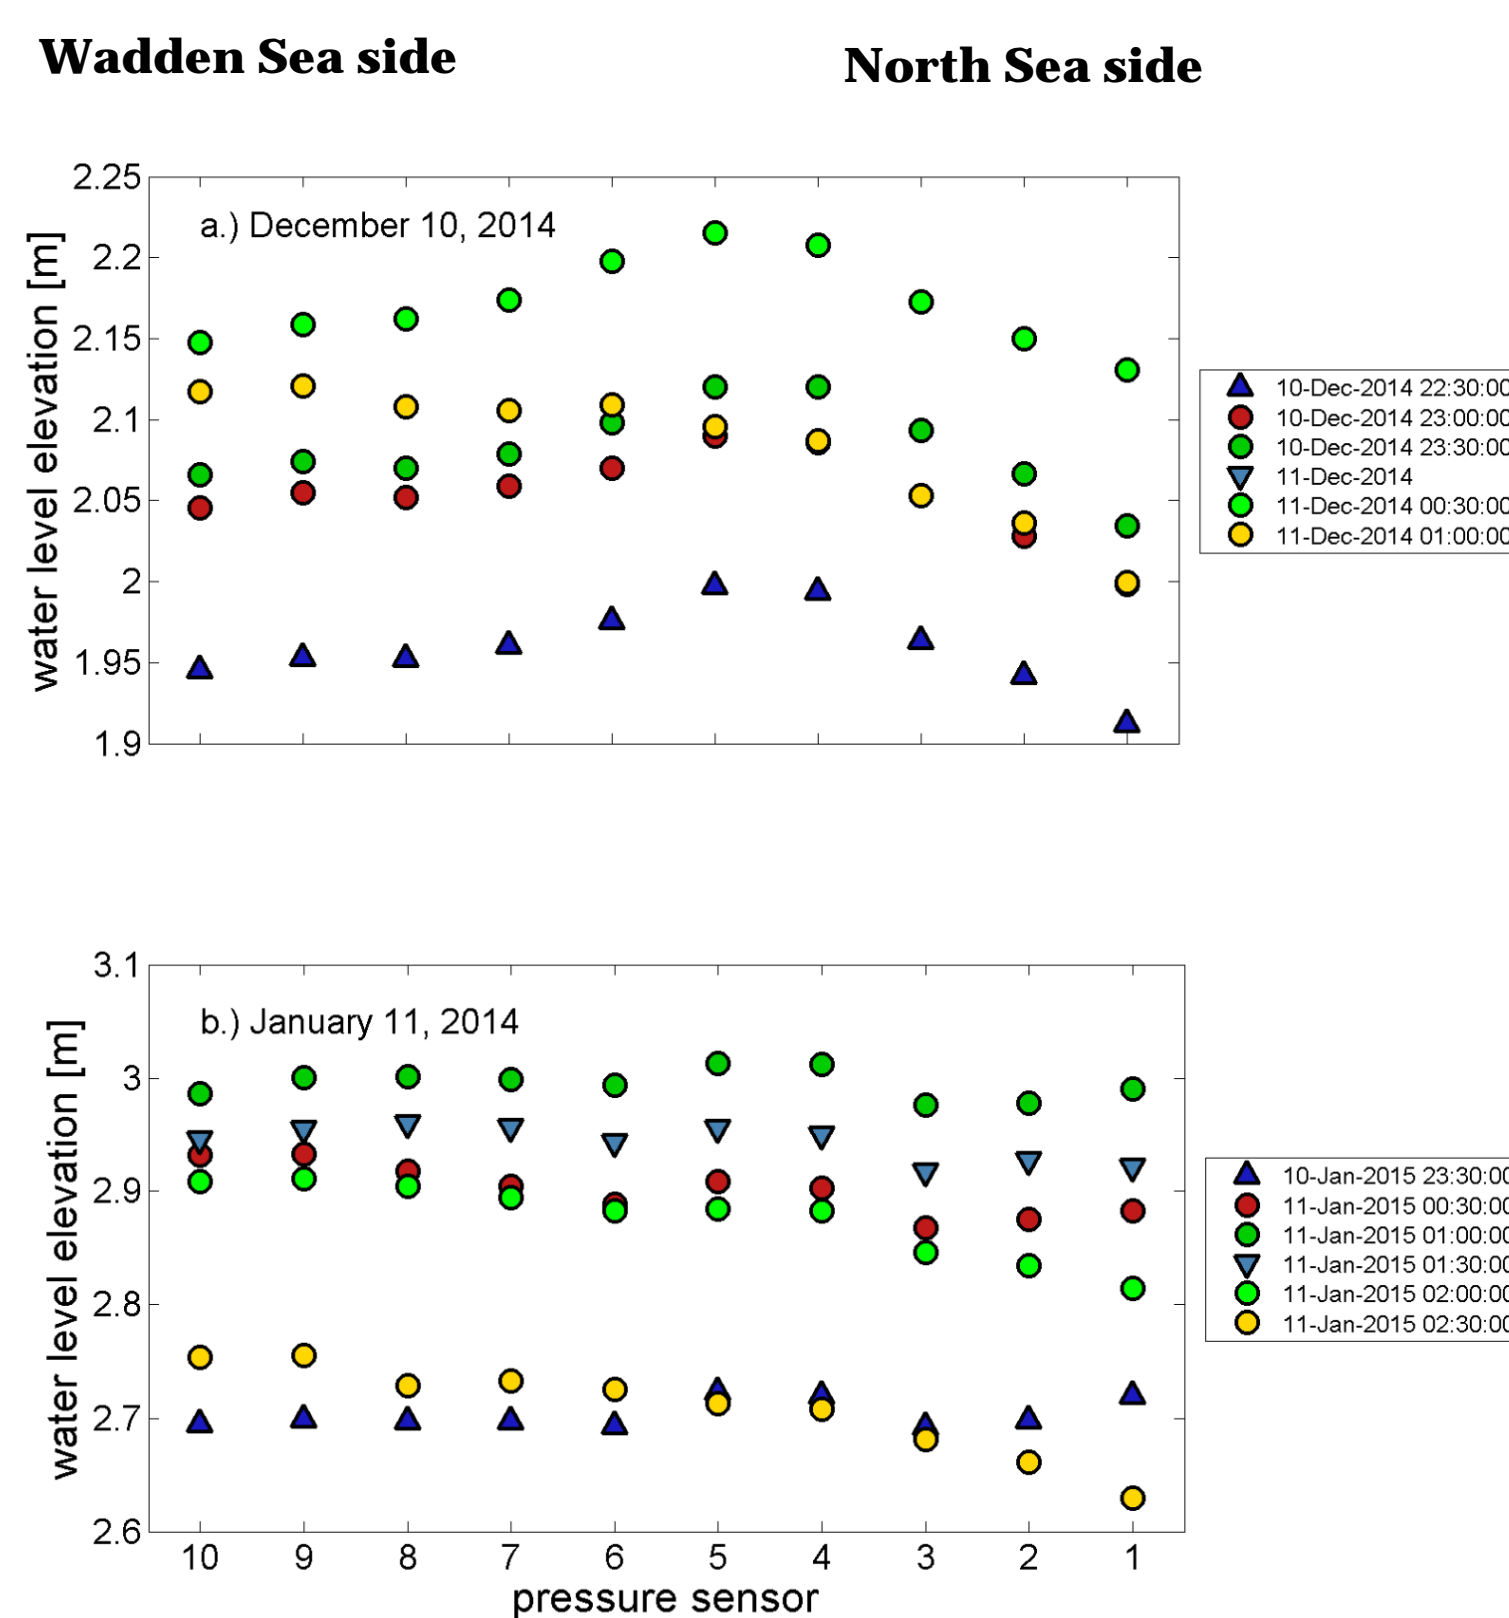 Wadden Sea side
North Sea side
2.25
2.2
2.15
2.1
2.05
2
1.95
1.9
water level elevation [m]
a.) December 10, 2014
10-Dec-2014 22:30:00
10-Dec-2014 23:00:00
10-Dec-2014 23:30:00
11-Dec-2014
11-Dec-2014 00:30:00
11-Dec-2014 01:00:00
3.1
3
2.9
2.8
2.7
2.6
water level elevation [m]
b.) January 11, 2014
10-Jan-2015 23:30:00
11-Jan-2015 00:30:00
11-Jan-2015 01:00:00
11-Jan-2015 01:30:00
11-Jan-2015 02:00:00
11-Jan-2015 02:30:00
10 9 8 7 6 5 4 3 2 1
pressure sensor